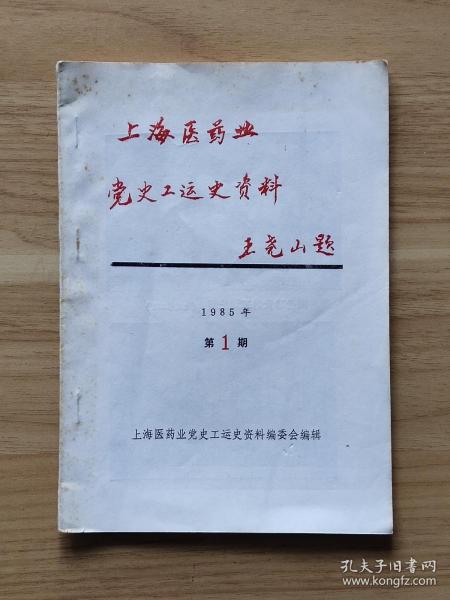 上海医药业
党史工运史资料
王尧山题
1985年
第1期
上海医药业党史工运史资料编委会编辑
孔夫子旧书网
www.kongfz.com